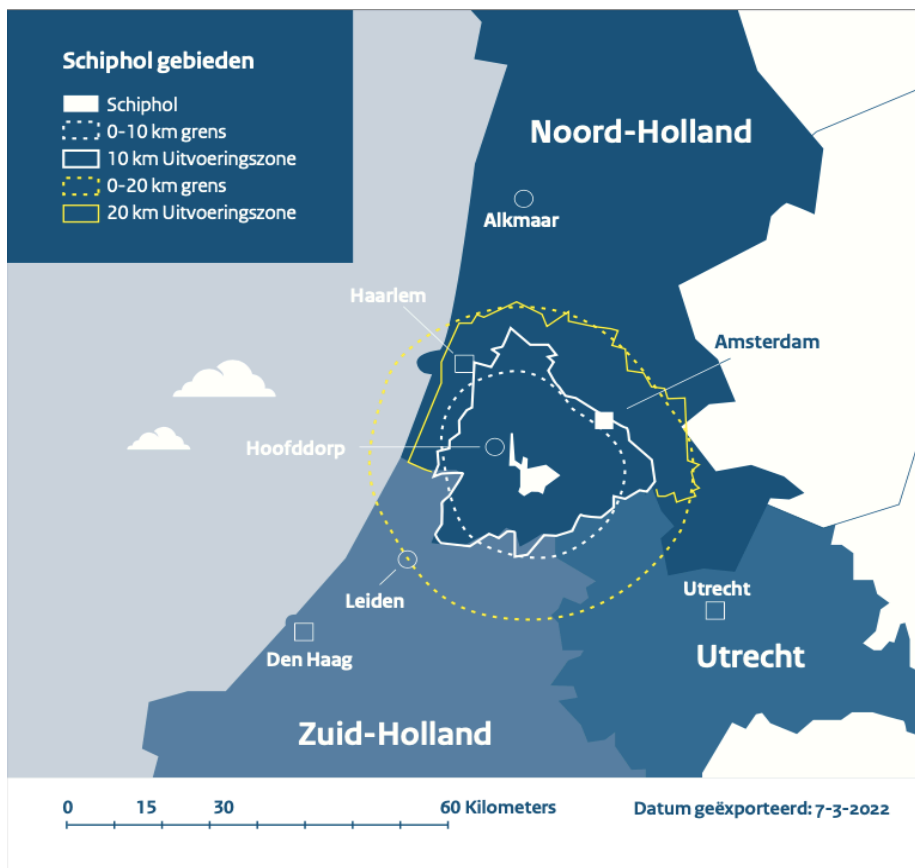 Schiphol gebieden
Schiphol
0-10 km grens
10 km Uitvoeringszone
0-20 km grens
20 km Uitvoeringszone
Noord-Holland
Alkmaar
Haarlem
Amsterdam
Hoofddorp
Leiden
Utrecht
Den Haag
Utrecht
Zuid-Holland
0 15 30 60 Kilometers
Datum geëxporteerd: 7-3-2022